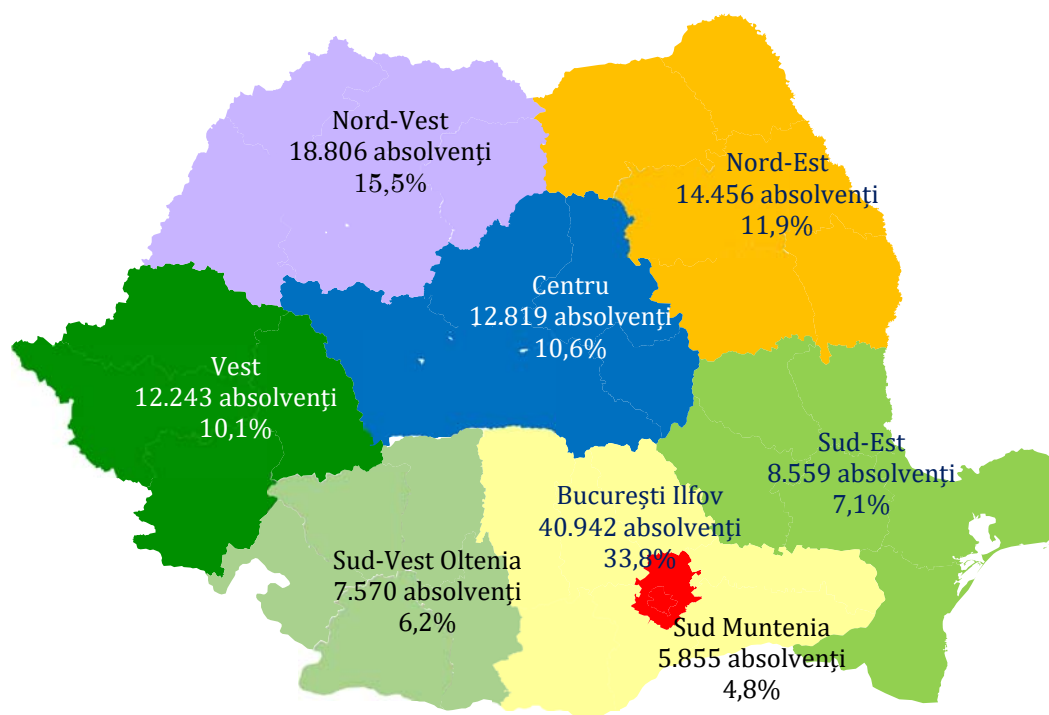 Nord-Vest
18.806 absolvenți
15,5%
Nord-Est
14.456 absolvenți
11,9%
Centru
12.819 absolvenți
10,6%
Vest
12.243 absolvenți
10,1%
Sud-Est
8.559 absolvenți
7,1%
București Ilfov
40.942 absolvenți
33,8%
Sud-Vest Oltenia
7.570 absolvenți
6,2%
Sud Muntenia
5.855 absolvenți
4,8%